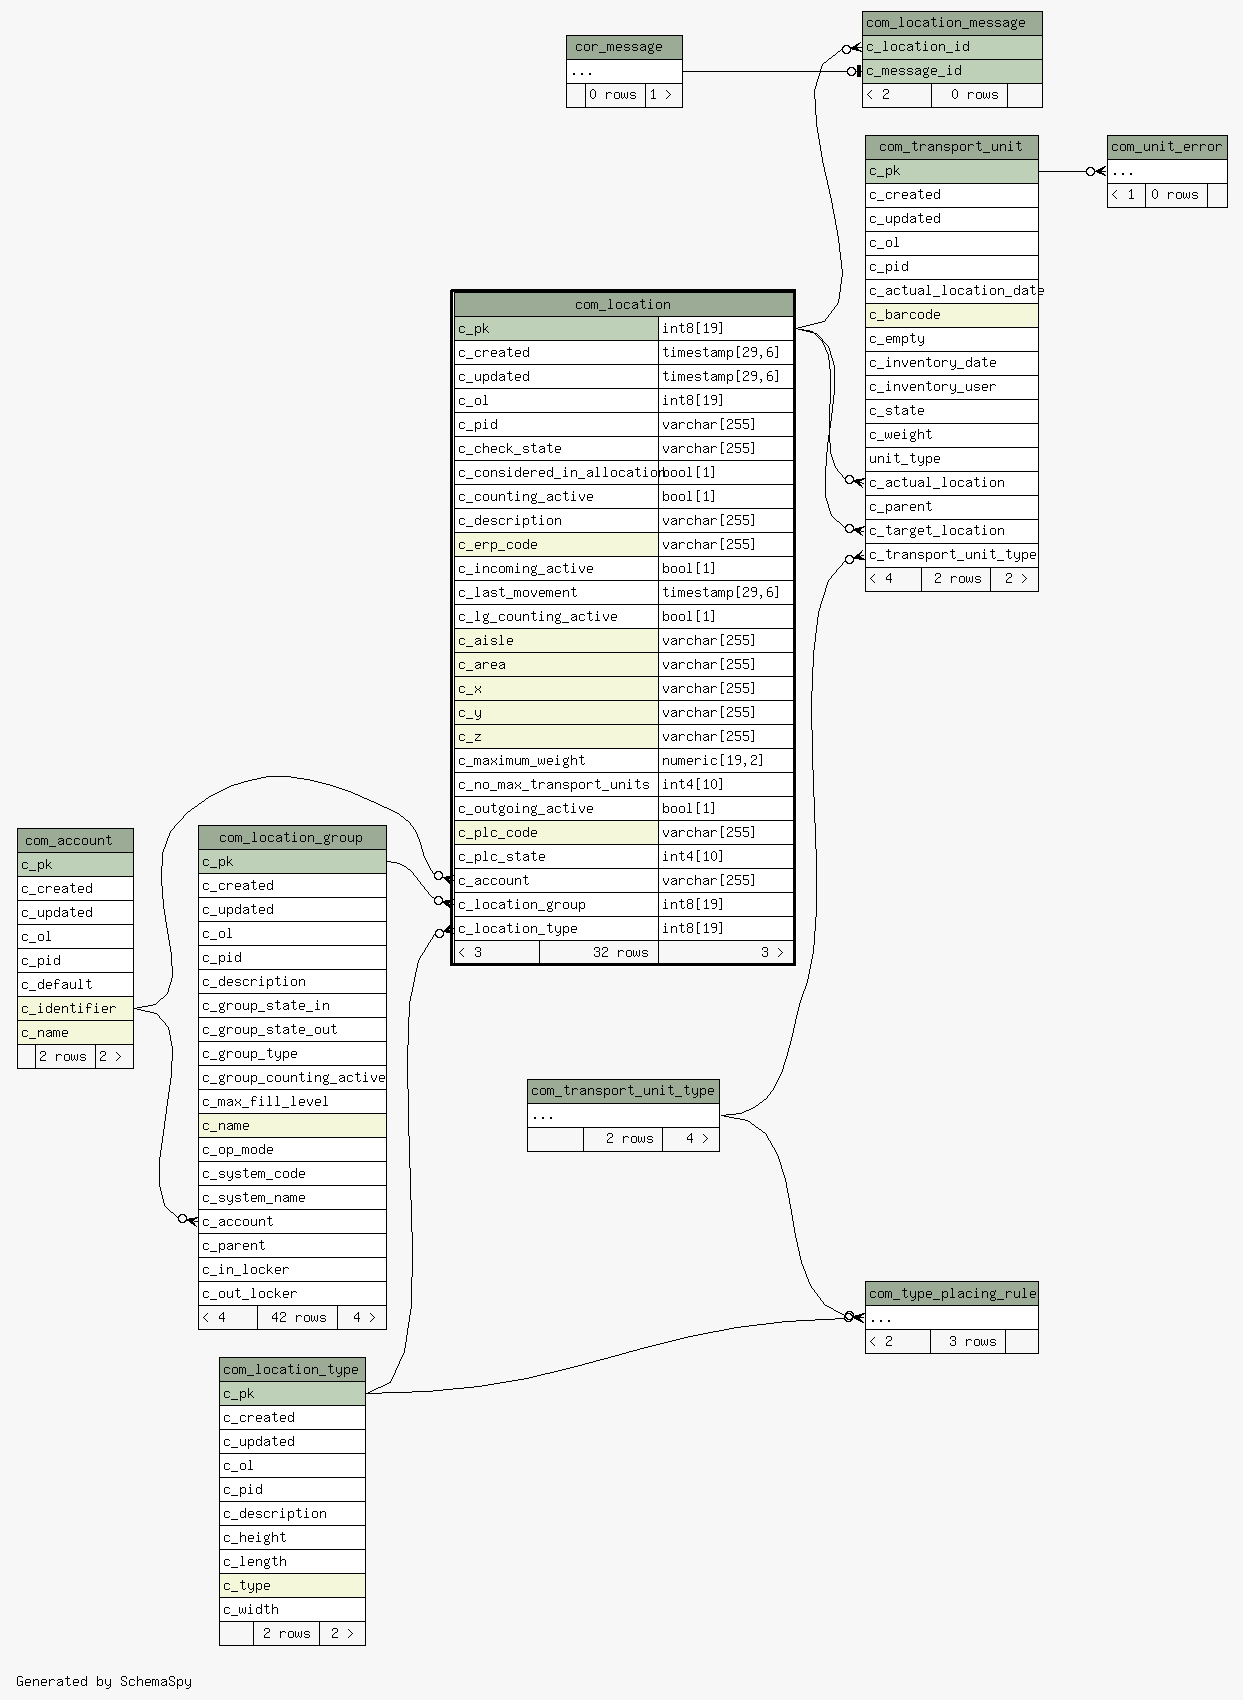 com_location_message
c_location_id
c_message_id
< 2 0 rows
cor_message
...
0 rows 1 >
com_transport_unit
c_pk
c_created
c_updated
c_ol
c_pid
c_actual_location_date
c_barcode
c_empty
c_inventory_date
c_inventory_user
c_state
c_weight
unit_type
c_actual_location
c_parent
c_target_location
c_transport_unit_type
< 4 2 rows 2 >
com_unit_error
...
< 1 0 rows
com_location
c_pk int8[19]
c_created timestamp[29,6]
c_updated timestamp[29,6]
c_ol int8[19]
c_pid varchar[255]
c_check_state varchar[255]
c_considered_in_allocation bool[1]
c_counting_active bool[1]
c_description varchar[255]
c_erp_code varchar[255]
c_incoming_active bool[1]
c_last_movement timestamp[29,6]
c_lg_counting_active bool[1]
c_aisle varchar[255]
c_area varchar[255]
c_x varchar[255]
c_y varchar[255]
c_z varchar[255]
c_maximum_weight numeric[19,2]
c_no_max_transport_units int4[10]
c_outgoing_active bool[1]
c_plc_code varchar[255]
c_plc_state int4[10]
c_account varchar[255]
c_location_group int8[19]
c_location_type int8[19]
< 3 32 rows 3 >
com_account
c_pk
c_created
c_updated
c_ol
c_pid
c_default
c_identifier
c_name
2 rows 2 >
com_location_group
c_pk
c_created
c_updated
c_ol
c_pid
c_description
c_group_state_in
c_group_state_out
c_group_type
c_group_counting_active
c_max_fill_level
c_name
c_op_mode
c_system_code
c_system_name
c_account
c_parent
c_in_locker
c_out_locker
< 4 42 rows 4 >
com_transport_unit_type
...
2 rows 4 >
com_type_placing_rule
...
< 2 3 rows
com_location_type
c_pk
c_created
c_updated
c_ol
c_pid
c_description
c_height
c_length
c_type
c_width
2 rows 2 >
Generated by SchemaSpy